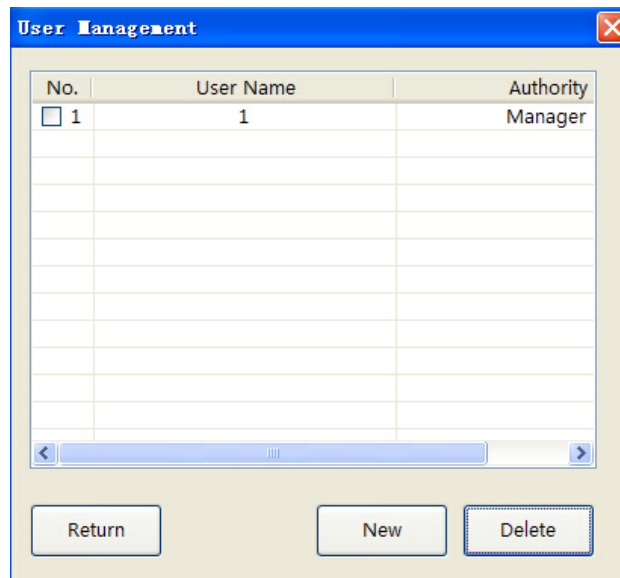 User Management
No. User Name Authority
1 1 Manager
Return New Delete